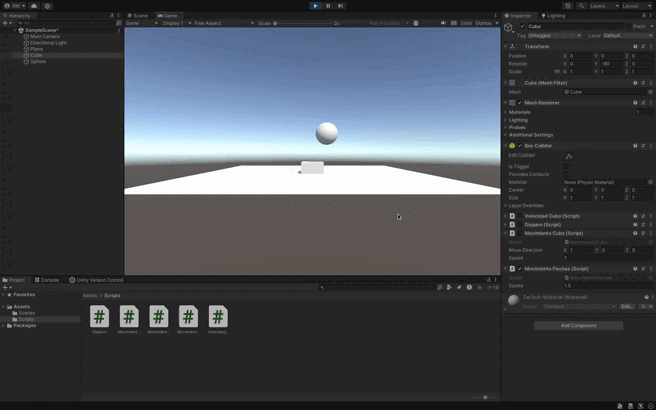 Hierarchy
SampleScene*
Main Camera
Directional Light
Plane
Cube
Sphere
Scene Game
Game Display 1 Free Aspect Scale 2x Play Focused Stats Gizmos
Layers Layout
Inspector Lighting
Cube Static
Tag Untagged Layer Default
Transform
Position X 0 Y 0 Z 0
Rotation X 0 Y -90 Z 0
Scale X 1 Y 1 Z 1
Cube (Mesh Filter)
Mesh Cube
Mesh Renderer
Materials 1
Lighting
Probes
Additional Settings
Box Collider
Edit Collider
Is Trigger
Provides Contacts
Material None (Physic Material)
Center X 0 Y 0 Z 0
Size X 1 Y 1 Z 1
Layer Overrides
Velocidad Cubo (Script)
Disparo (Script)
Movimiento Cubo (Script)
Script
Move Direction X 1 Y 0 Z 0
Speed 1
Movimiento Flechas (Script)
Script
Speed 1.5
Default-Material (Material)
Shader Standard Edit...
Add Component
Project Console Unity Version Control
Favorites
Assets
Scenes
Scripts
Packages
Assets > Scripts
Disparo Movimient... Movimient... Movimient... Velocidad...